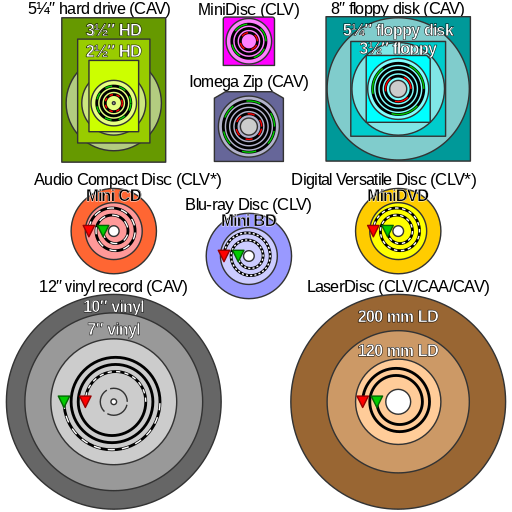 5¼″ hard drive (CAV)
3½″ HD
2½″ HD
MiniDisc (CLV)
Iomega Zip (CAV)
8″ floppy disk (CAV)
5¼″ floppy disk
3½″ floppy
Audio Compact Disc (CLV*)
Mini CD
Blu-ray Disc (CLV)
Mini BD
Digital Versatile Disc (CLV*)
MiniDVD
12″ vinyl record (CAV)
10″ vinyl
7″ vinyl
LaserDisc (CLV/CAA/CAV)
200 mm LD
120 mm LD